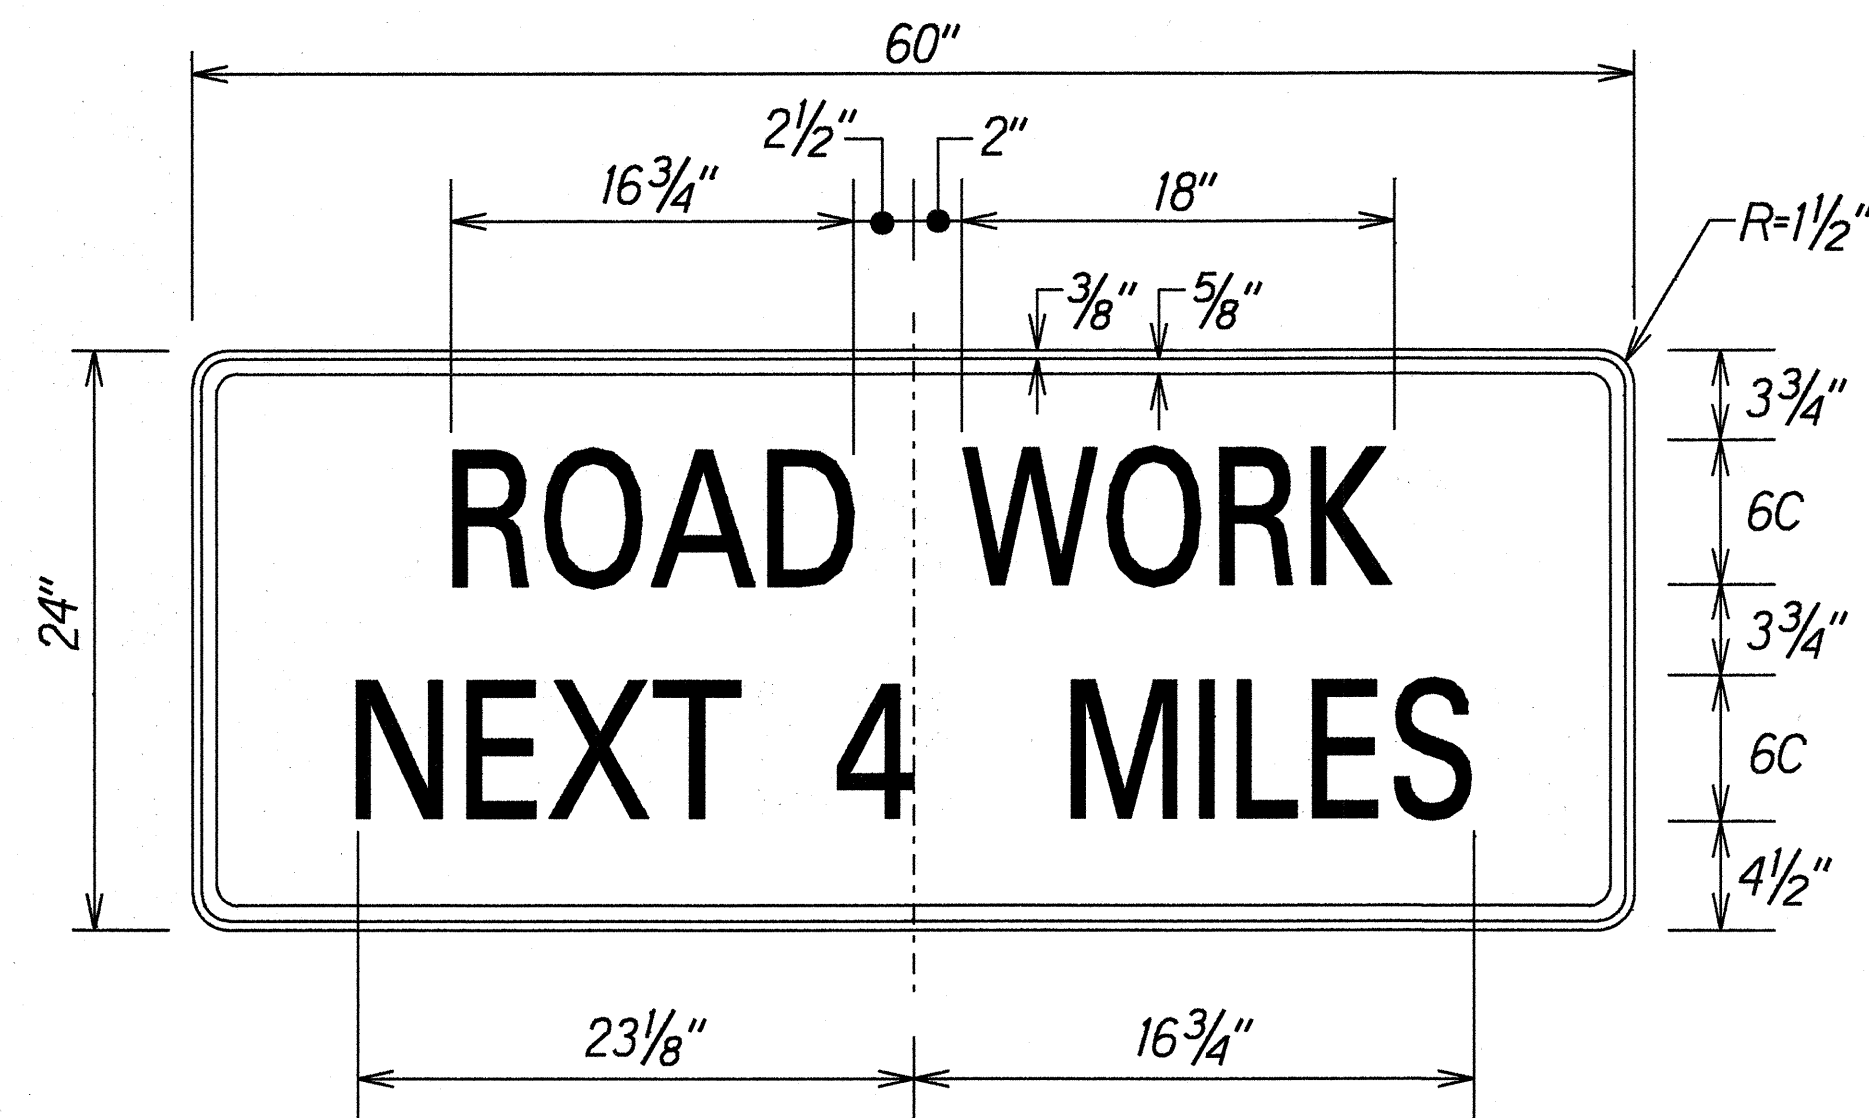 60"
2½" 2"
16¾" 18"
R=1½"
⅜" ⅝"
3¾"
ROAD WORK
6C
24"
3¾"
NEXT 4 MILES
6C
4½"
23⅛" 16¾"